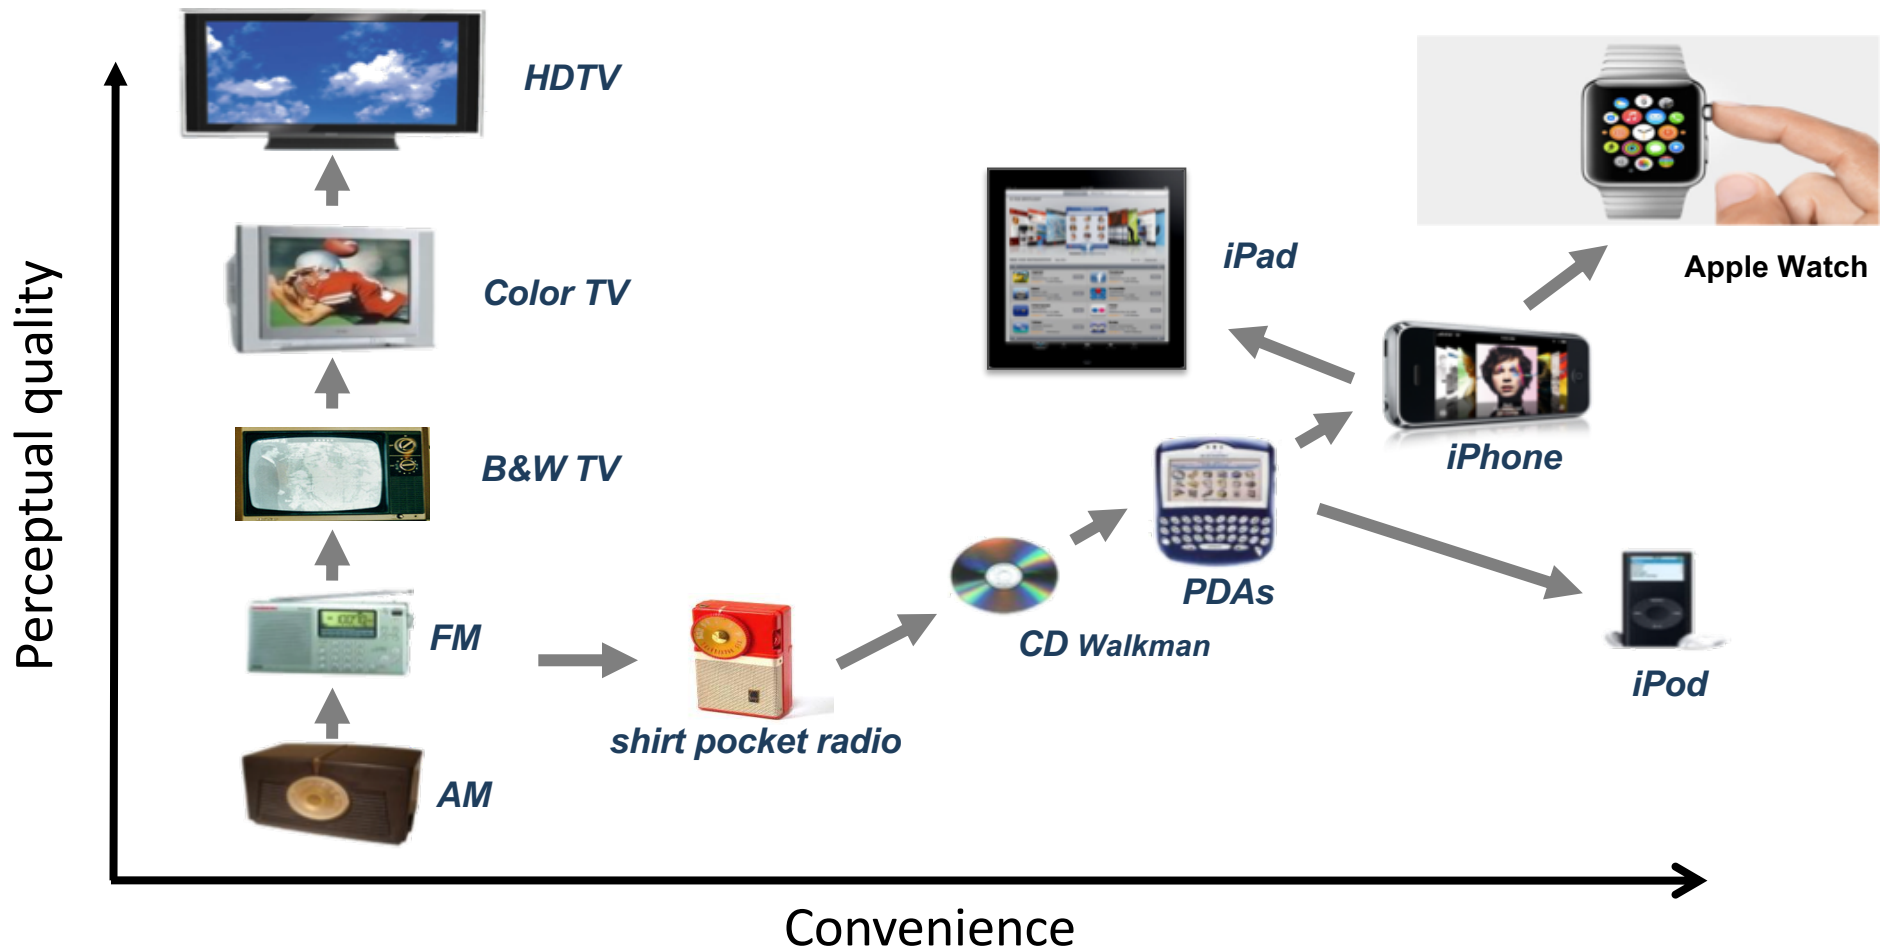 HDTV
Color TV
B&W TV
FM
AM
shirt pocket radio
CD Walkman
PDAs
iPad
iPhone
Apple Watch
iPod
Perceptual quality
Convenience